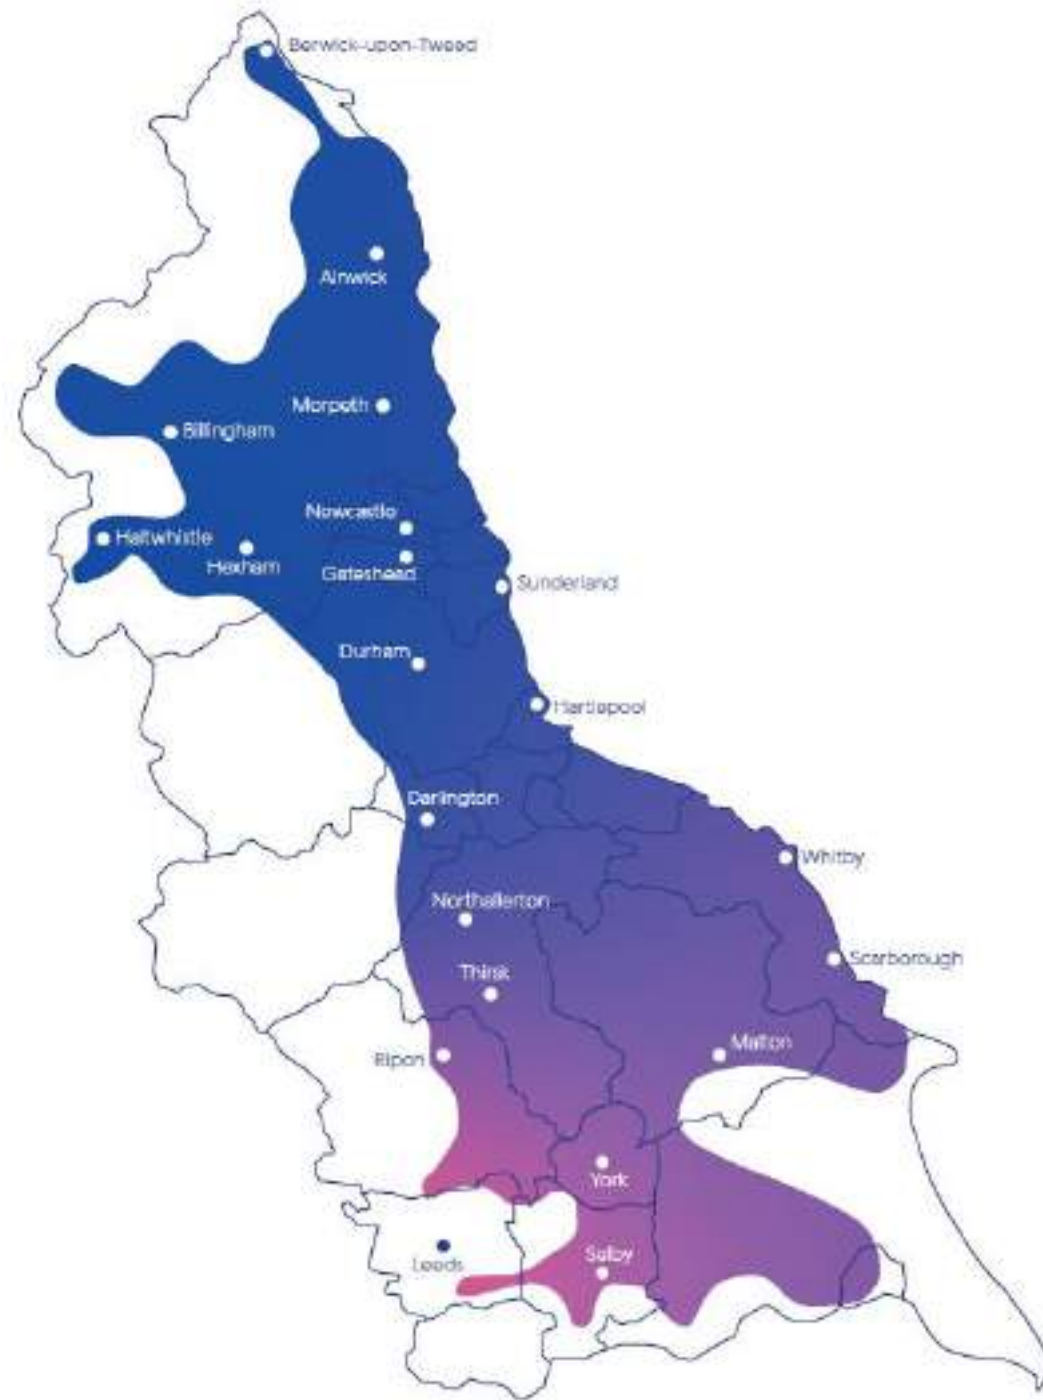 Berwick-upon-Tweed
Alnwick
Morpeth
Billingham
Newcastle
Haltwhistle
Hexham
Gateshead
Sunderland
Durham
Hartlepool
Darlington
Whitby
Northallerton
Scarborough
Thirsk
Malton
Ripon
York
Leeds
Selby